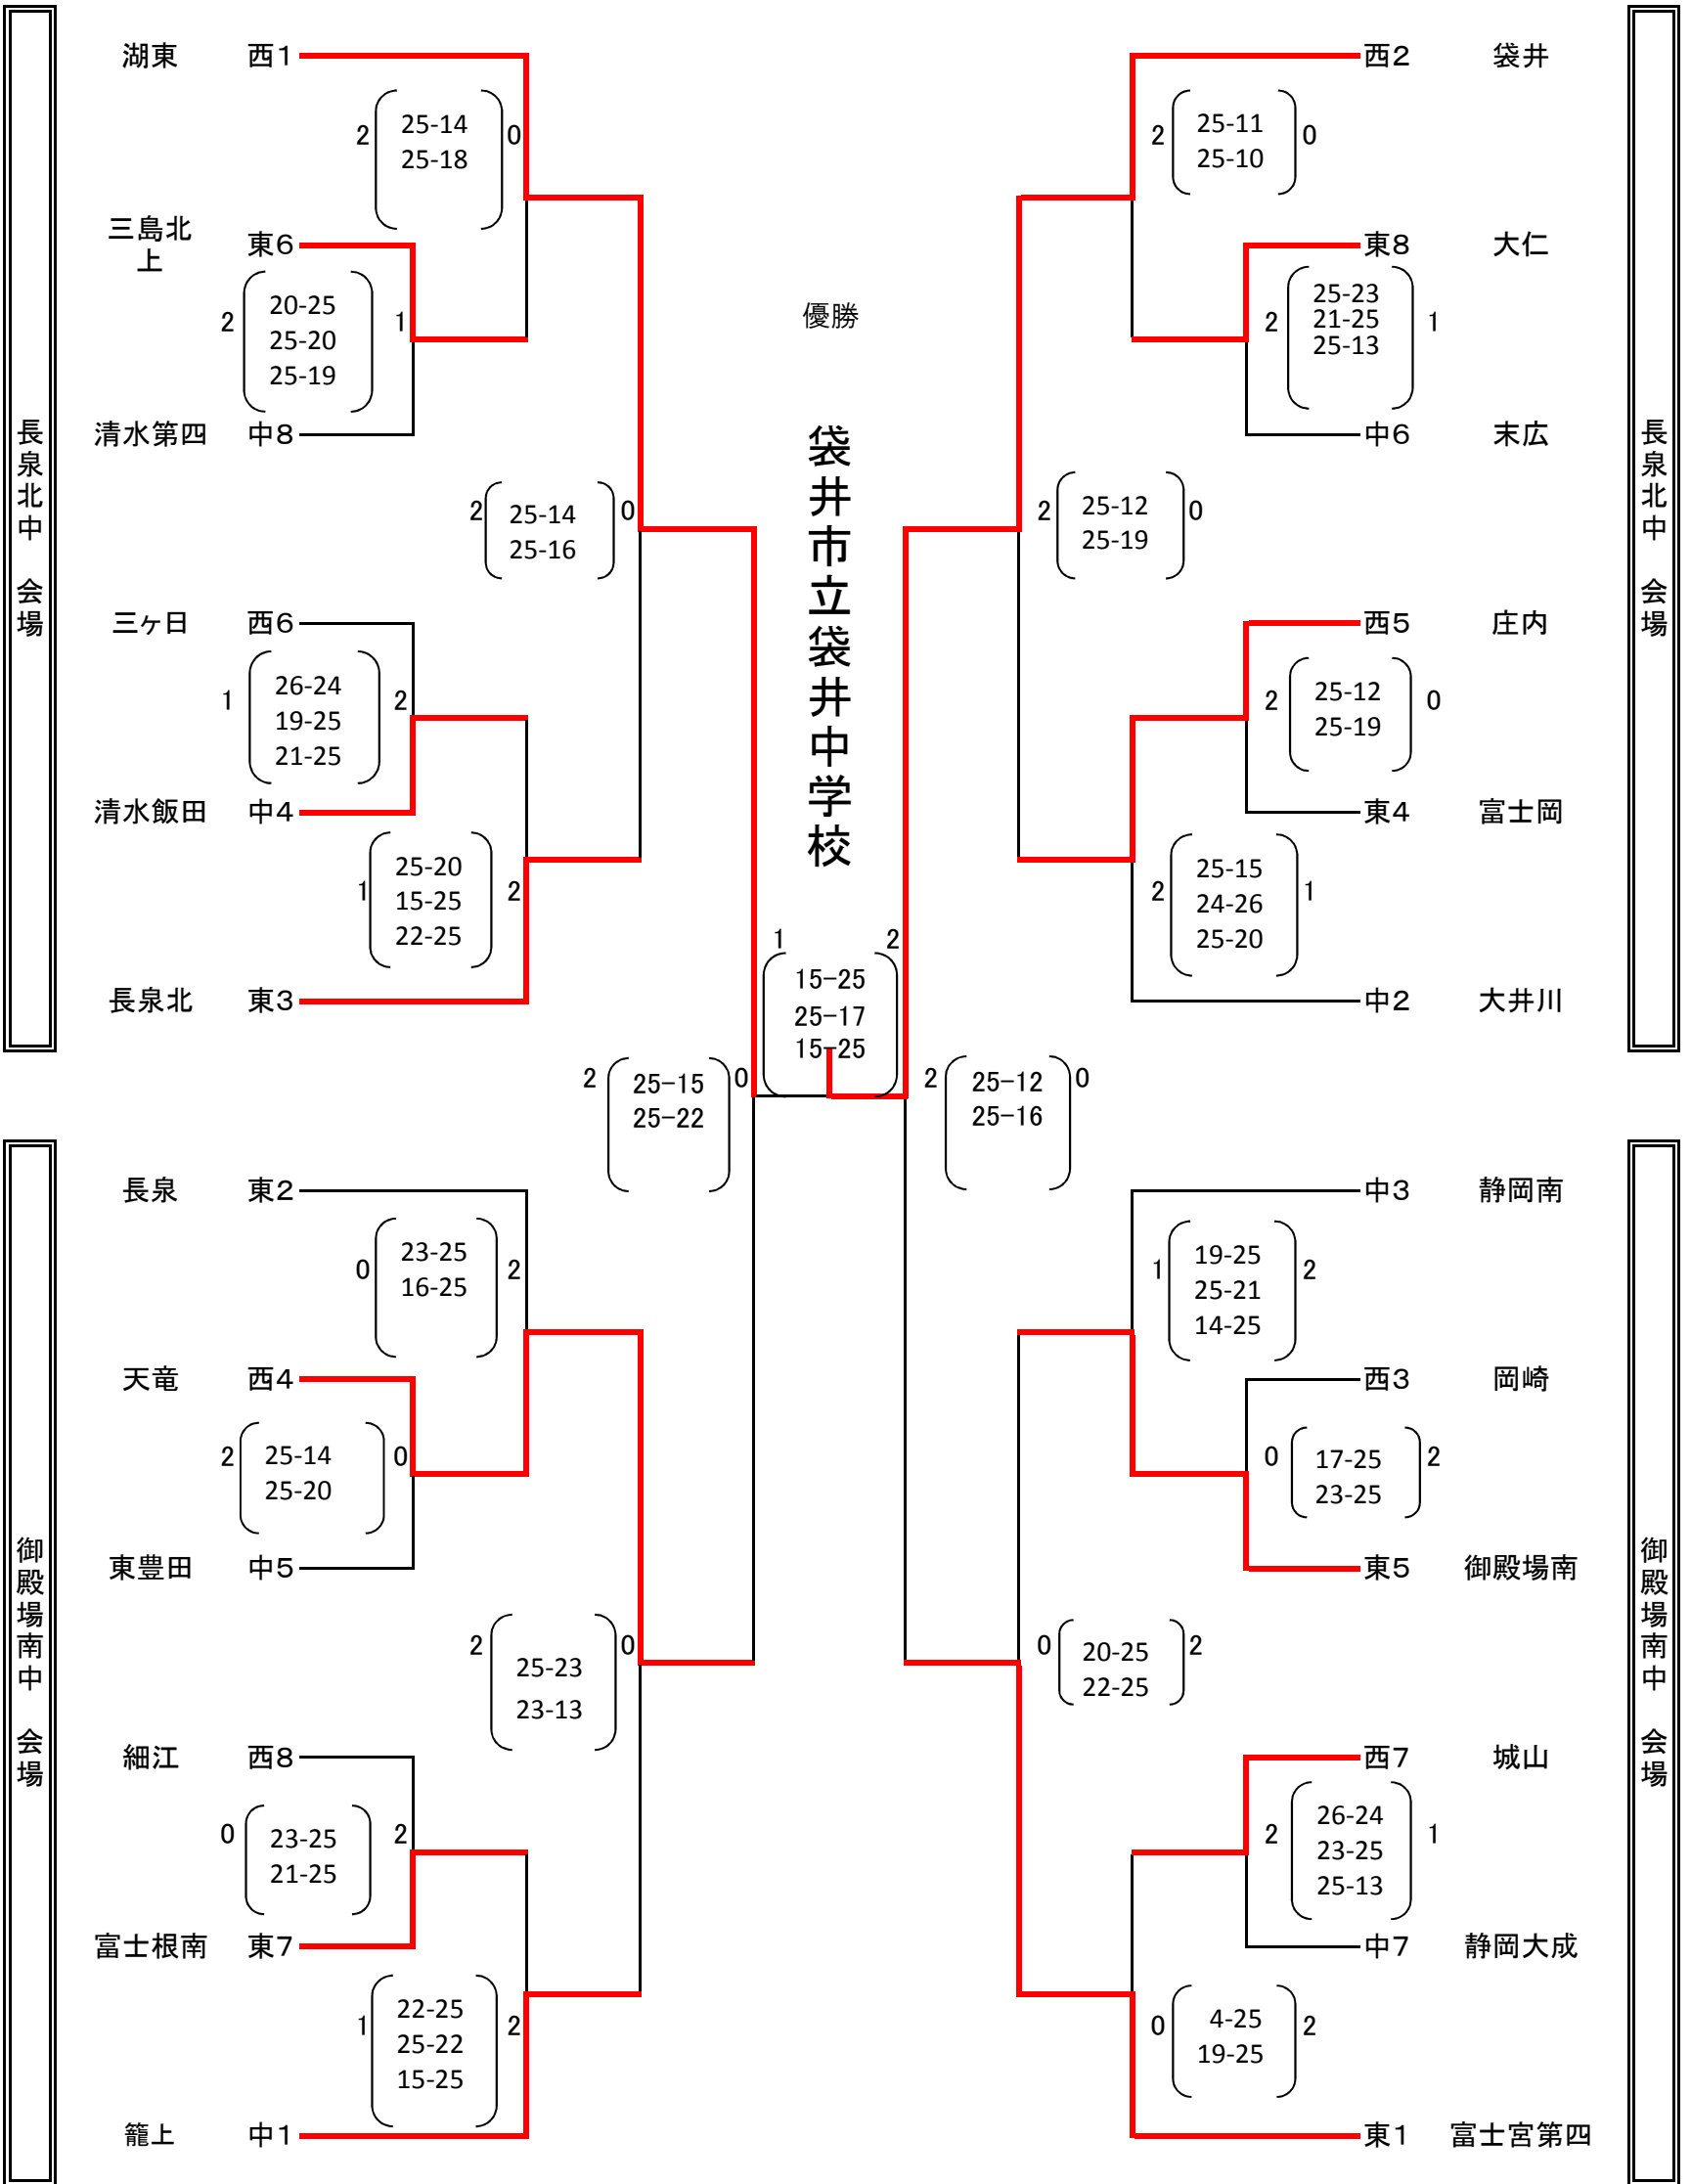 長泉北中 会場
湖東 西1
2 25-14 0
25-18
三島北上 東6
2 20-25 1
25-20
25-19
清水第四 中8
2 25-14 0
25-16
三ヶ日 西6
1 26-24 2
19-25
21-25
清水飯田 中4
1 25-20 2
15-25
22-25
長泉北 東3
2 25-15 0
25-22
御殿場南中 会場
長泉 東2
0 23-25 2
16-25
天竜 西4
2 25-14 0
25-20
東豊田 中5
2 25-23 0
23-13
細江 西8
0 23-25 2
21-25
富士根南 東7
1 22-25 2
25-22
15-25
籠上 中1
優勝
袋井市立袋井中学校
1 15-25 2
25-17
15-25
西2 袋井
2 25-11 0
25-10
東8 大仁
2 25-23 1
21-25
25-13
中6 末広
2 25-12 0
25-19
西5 庄内
2 25-12 0
25-19
東4 富士岡
2 25-15 1
24-26
25-20
中2 大井川
長泉北中 会場
2 25-12 0
25-16
中3 静岡南
1 19-25 2
25-21
14-25
西3 岡崎
0 17-25 2
23-25
東5 御殿場南
0 20-25 2
22-25
西7 城山
2 26-24 1
23-25
25-13
中7 静岡大成
0 4-25 2
19-25
東1 富士宮第四
御殿場南中 会場